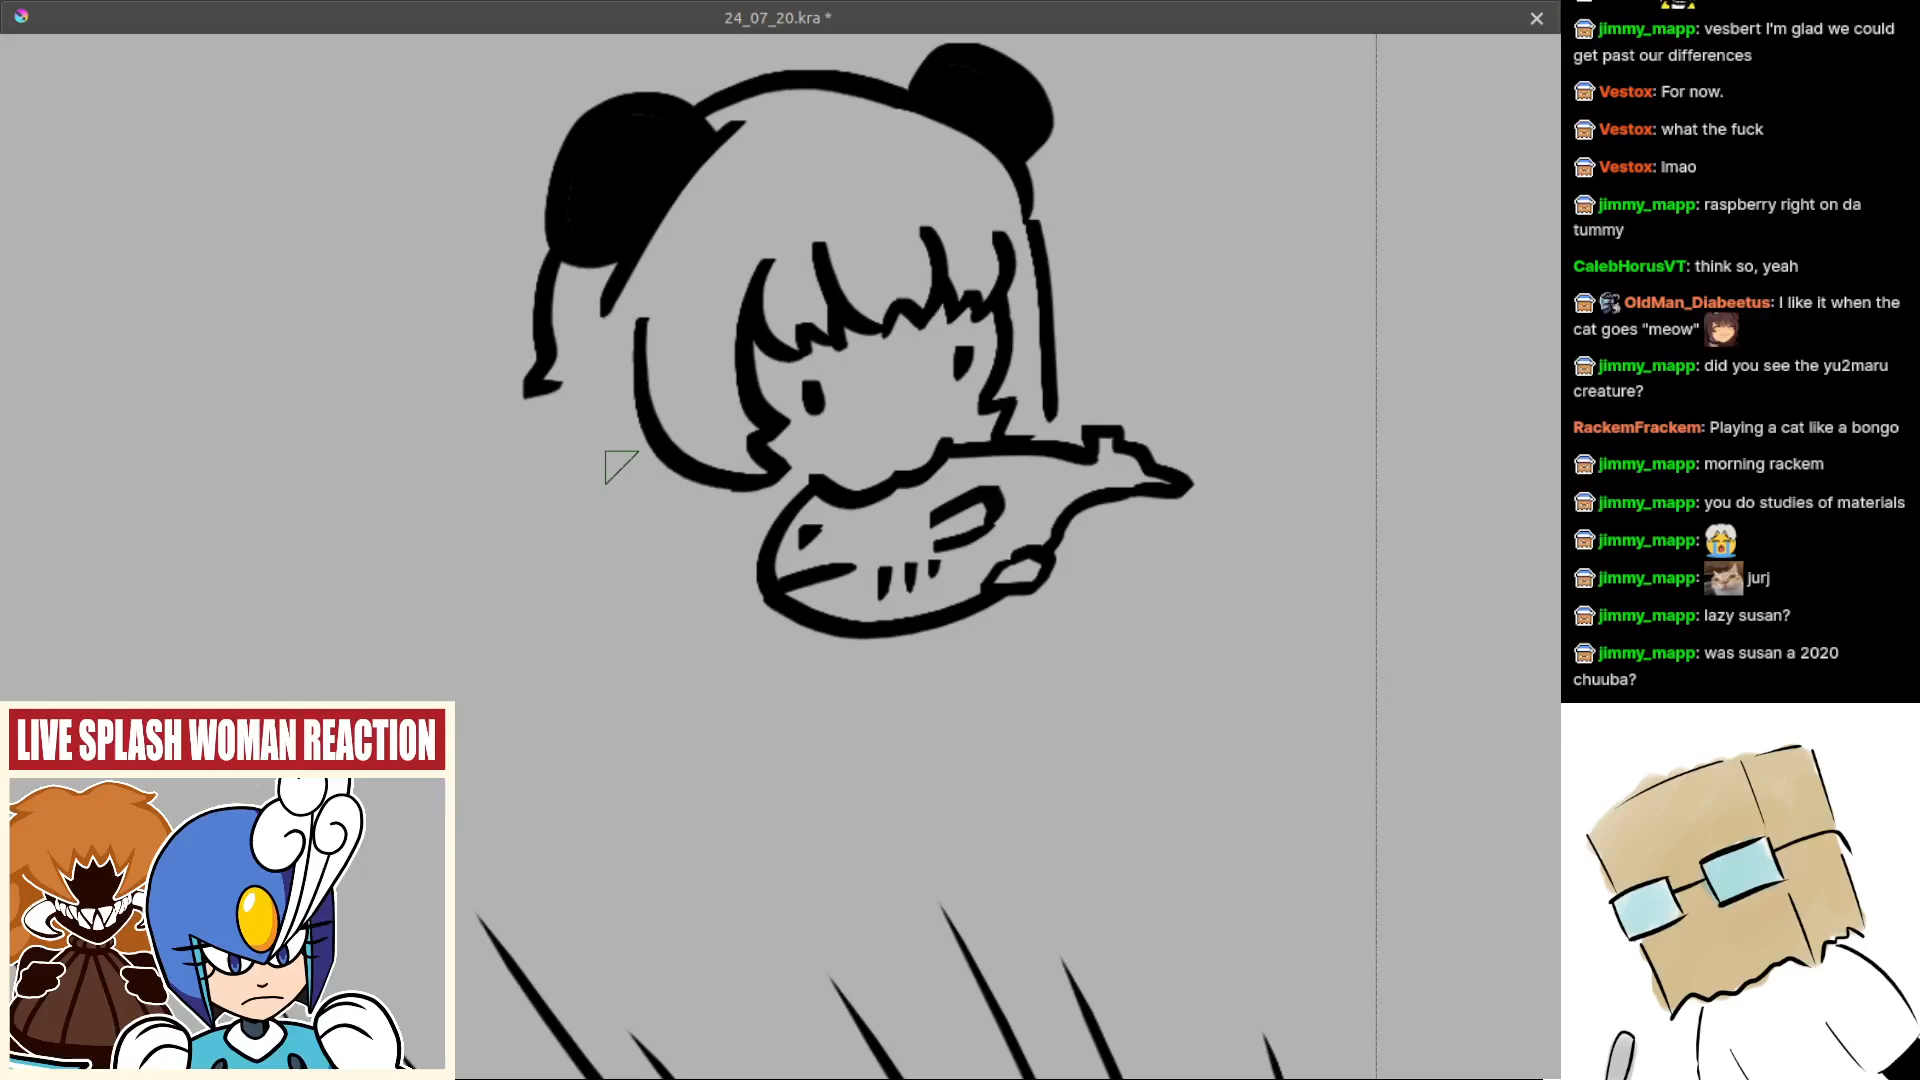 24_07_20.kra *
jimmy_mapp: vesbert I'm glad we could
get past our differences
Vestox: For now.
Vestox: what the fuck
Vestox: lmao
jimmy_mapp: raspberry right on da
tummy
CalebHorusVT: think so, yeah
OldMan_Diabeetus: I like it when the
cat goes "meow"
jimmy_mapp: did you see the yu2maru
creature?
RackemFrackem: Playing a cat like a bongo
jimmy_mapp: morning rackem
jimmy_mapp: you do studies of materials
jimmy_mapp:
jimmy_mapp: jurj
jimmy_mapp: lazy susan?
jimmy_mapp: was susan a 2020
chuuba?
LIVE SPLASH WOMAN REACTION